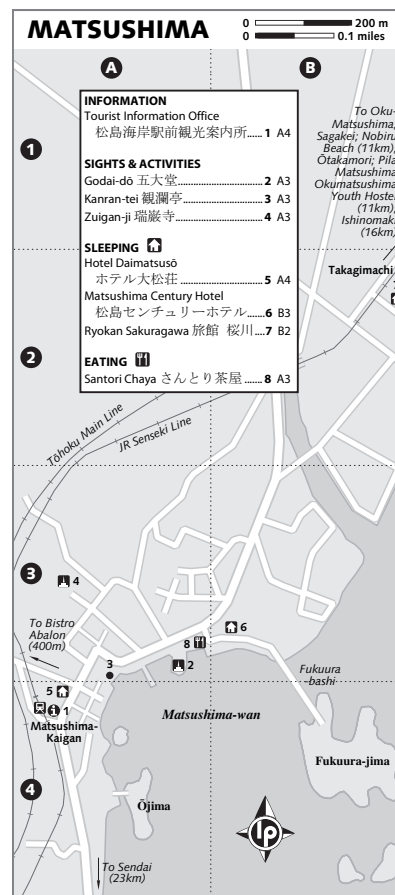 MATSUSHIMA
0 200 m
0 0.1 miles
A
B
INFORMATION
Tourist Information Office
松島海岸駅前観光案内所...... 1 A4
SIGHTS & ACTIVITIES
Godai-dō 五大堂.............................. 2 A3
Kanran-tei 観瀾亭........................... 3 A3
Zuigan-ji 瑞巌寺.............................. 4 A3
SLEEPING
Hotel Daimatsusō
ホテル大松荘.............................. 5 A4
Matsushima Century Hotel
松島センチュリーホテル.... 6 B3
Ryokan Sakuragawa 旅館 桜川.... 7 B2
EATING
Santori Chaya さんとり茶屋....... 8 A3
To Oku-
Matsushima;
Sagakei; Nobiru
Beach (11km);
Ōtakamori; Pila
Matsushima
Okumatsushima
Youth Hostel
(11km);
Ishinomaki
(16km)
Takagimachi
1
2
3
4
Tōhoku Main Line
JR Senseki Line
4
To Bistro
Abalon
(400m)
3
8
2
6
5
1
Matsushima-
Kaigan
Fukuura
-bashi
Matsushima-wan
Fukuura-jima
Ōjima
To Sendai
(23km)
lp